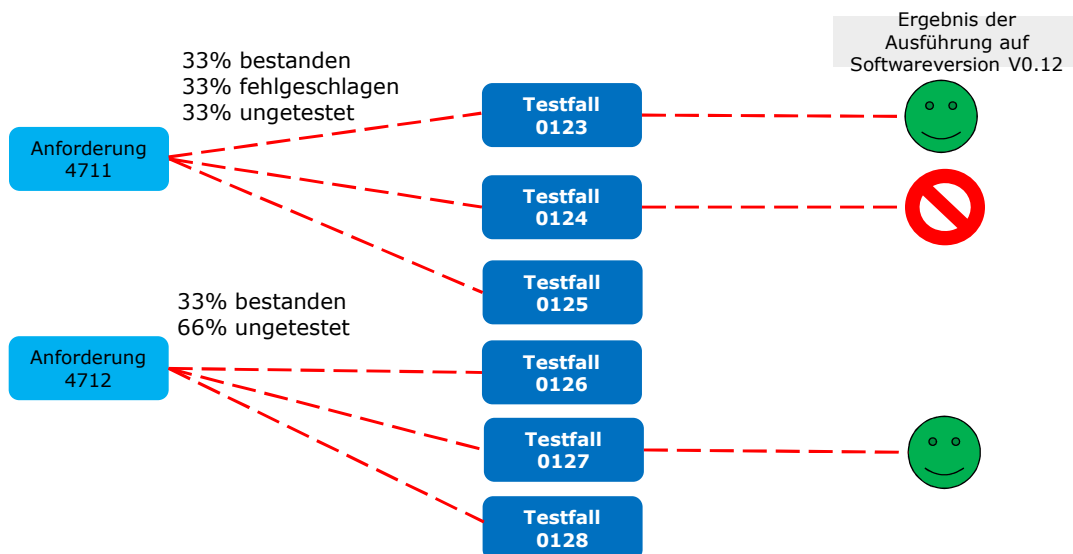 Ergebnis der
Ausführung auf
Softwareversion V0.12
33% bestanden
33% fehlgeschlagen
33% ungetestet
Anforderung
4711
Testfall
0123
Testfall
0124
Testfall
0125
33% bestanden
66% ungetestet
Anforderung
4712
Testfall
0126
Testfall
0127
Testfall
0128